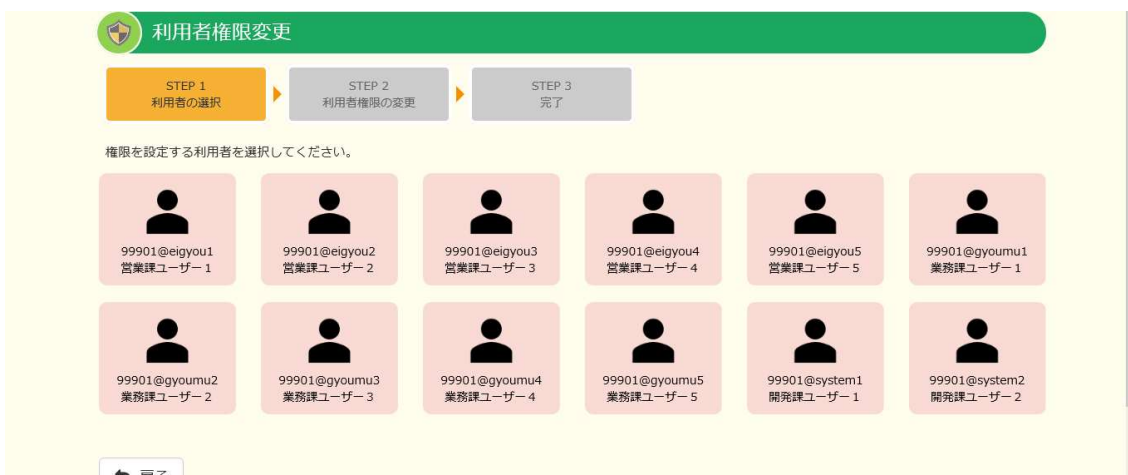 利用者権限変更
STEP 1
利用者の選択
STEP 2
利用者権限の変更
STEP 3
完了
権限を設定する利用者を選択してください。
99901@eigyou1
営業課ユーザー1
99901@eigyou2
営業課ユーザー2
99901@eigyou3
営業課ユーザー3
99901@eigyou4
営業課ユーザー4
99901@eigyou5
営業課ユーザー5
99901@gyoumu1
業務課ユーザー1
99901@gyoumu2
業務課ユーザー2
99901@gyoumu3
業務課ユーザー3
99901@gyoumu4
業務課ユーザー4
99901@gyoumu5
業務課ユーザー5
99901@system1
開発課ユーザー1
99901@system2
開発課ユーザー2
戻る